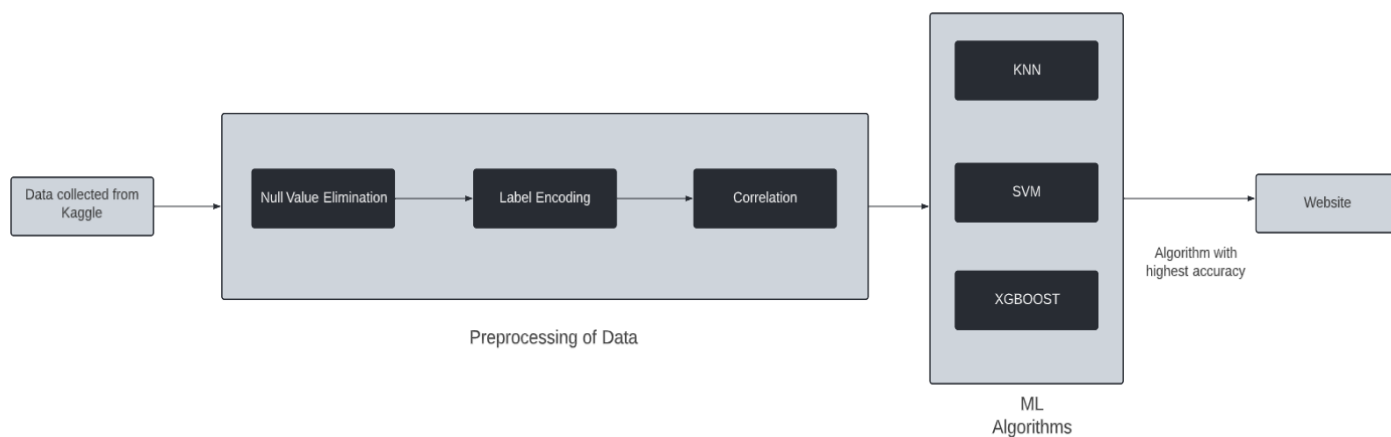 Data collected from
Kaggle
Null Value Elimination
Label Encoding
Correlation
Preprocessing of Data
KNN
SVM
XGBOOST
ML
Algorithms
Algorithm with
highest accuracy
Website